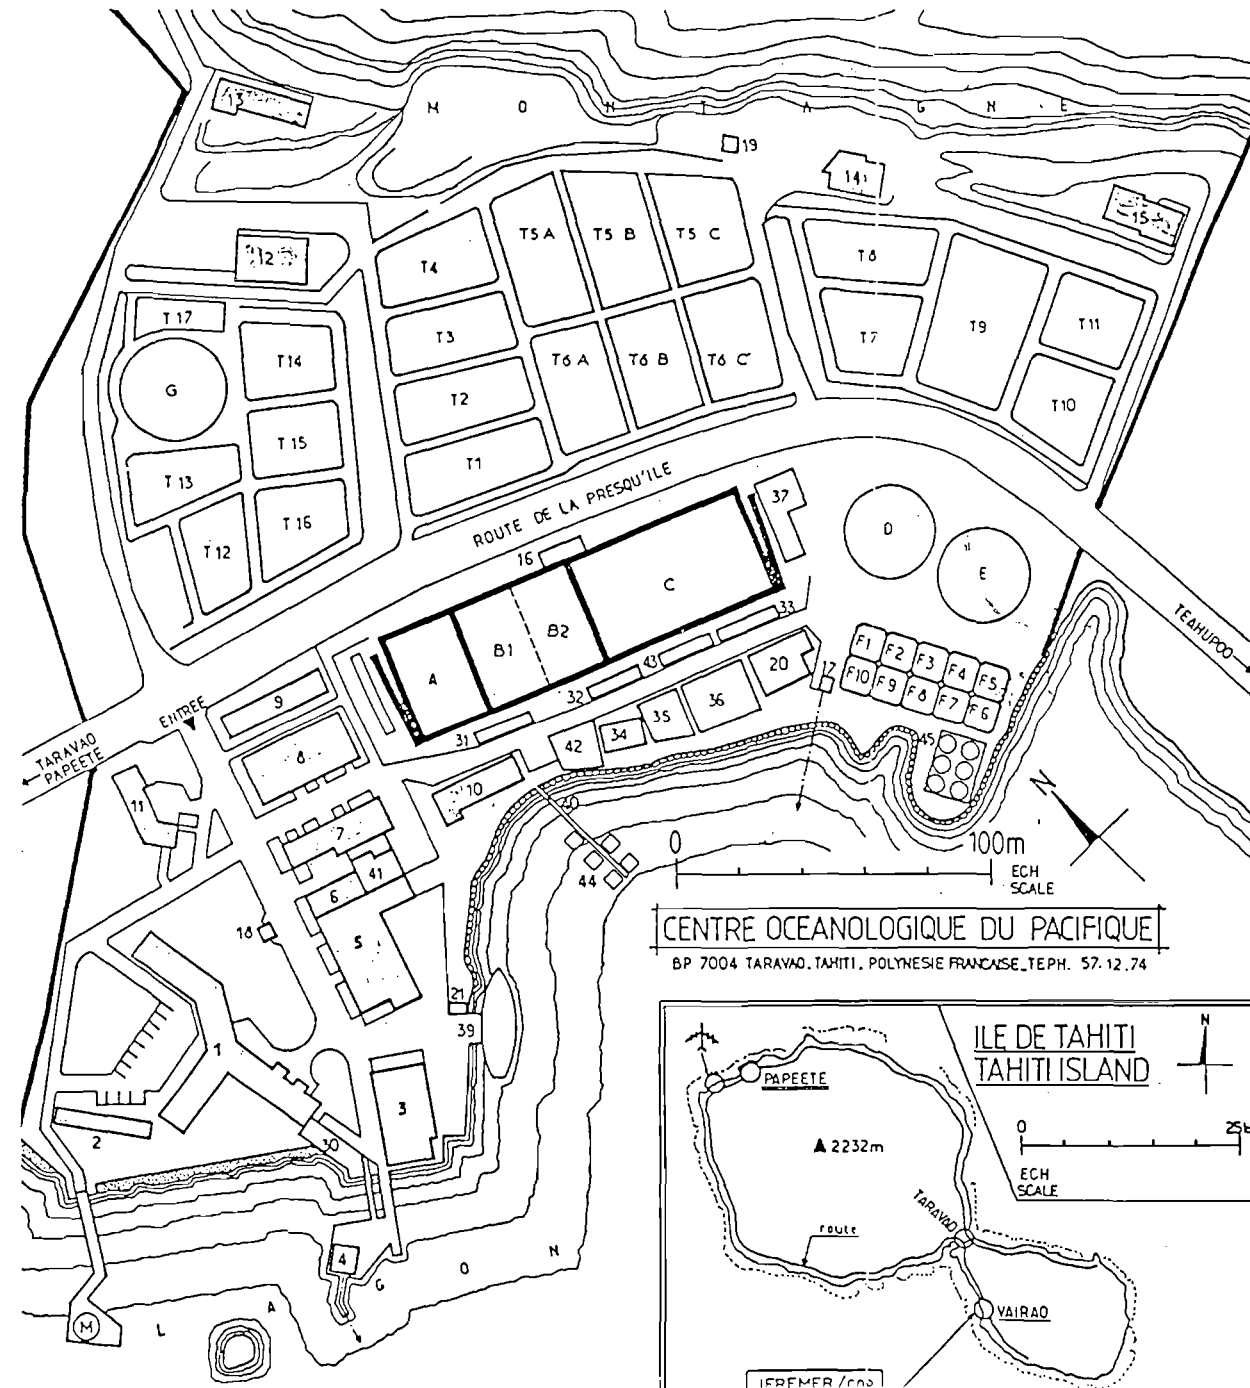 13
M O N T A G N E
19
14
15
12
T5 A
T5 B
T5 C
T4
T8
T17
T14
T3
T7
T9
T11
G
T6 A
T6 B
T6 C
T2
T10
T 15
T 13
T1
T 16
T 12
ROUTE DE LA PRESQU'ILE
37
D
16
C
E
TEAHUPOO
B1
B2
33
A
43
F1
F2
F3
F4
F5
F10
F9
F8
F7
F6
20
17
9
ENTREE
32
36
35
34
31
42
45
TARAVAO
PAPEETE
8
10
11
7
N
41
44
0
100m
ECH
SCALE
6
5
18
CENTRE OCEANOLOGIQUE DU PACIFIQUE
BP 7004 TARAVAO. TAHITI. POLYNESIE FRANCAISE_TEPH. 57.12.74
21
39
1
3
2
30
4
M
L A G O N
ILE DE TAHITI
TAHITI ISLAND
N
PAPEETE
0
2232m
ECH
SCALE
TARAVAO
route
VAIRAO